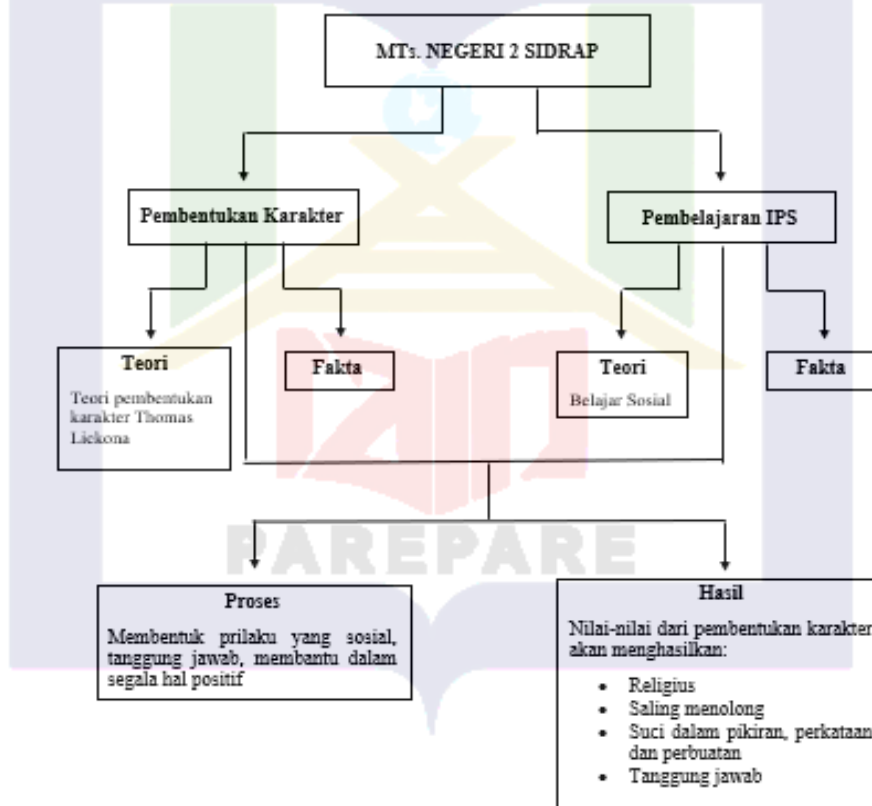 MTs. NEGERI 2 SIDRAP
Pembentukan Karakter
Pembelajaran IPS
Teori
Teori pembentukan
karakter Thomas
Lickona
Fakta
Teori
Belajar Sosial
Fakta
PAREPARE
Proses
Membentuk prilaku yang sosial,
tanggung jawab, membantu dalam
segala hal positif
Hasil
Nilai-nilai dari pembentukan karakter
akan menghasilkan:
• Religius
• Saling menolong
• Suci dalam pikiran, perkataan
dan perbuatan
• Tanggung jawab